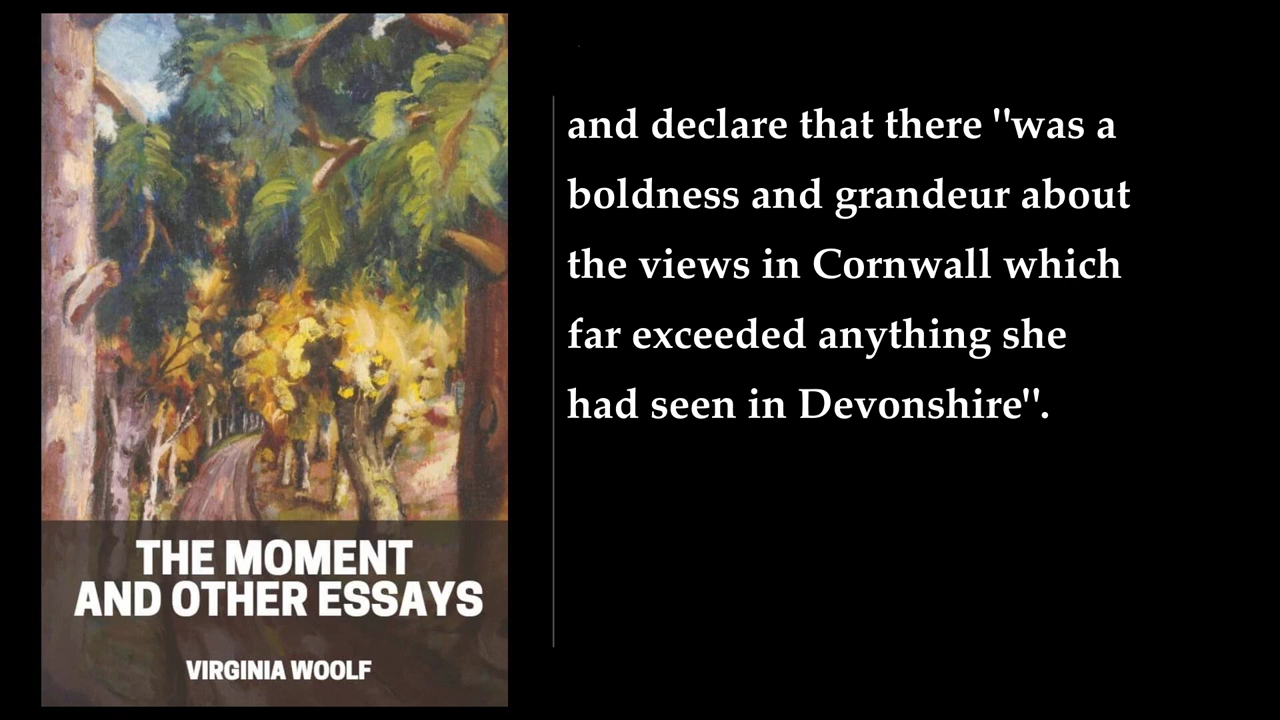 THE MOMENT
AND OTHER ESSAYS
VIRGINIA WOOLF
and declare that there "was a
boldness and grandeur about
the views in Cornwall which
far exceeded anything she
had seen in Devonshire".